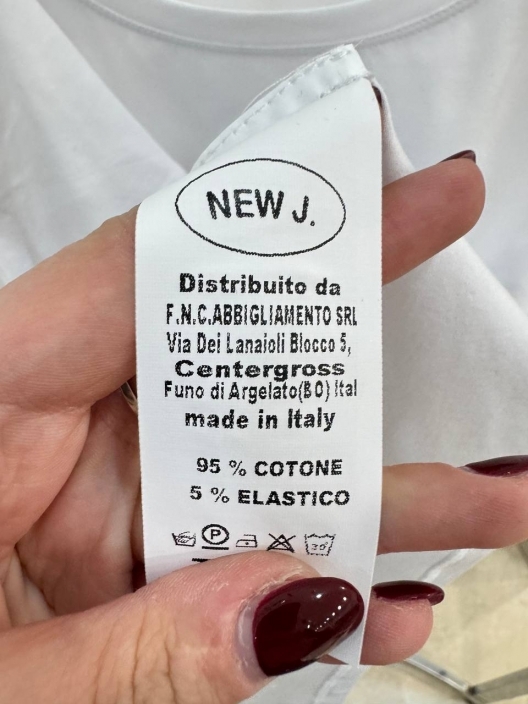 NEW J.
Distribuito da
F.N.C.ABBIGLIAMENTO SRL
Via Dei Lanaioli Blocco 5,
Centergross
Funo di Argelato(BO) Ital
made in Italy
95 % COTONE
5 % ELASTICO
P
30°